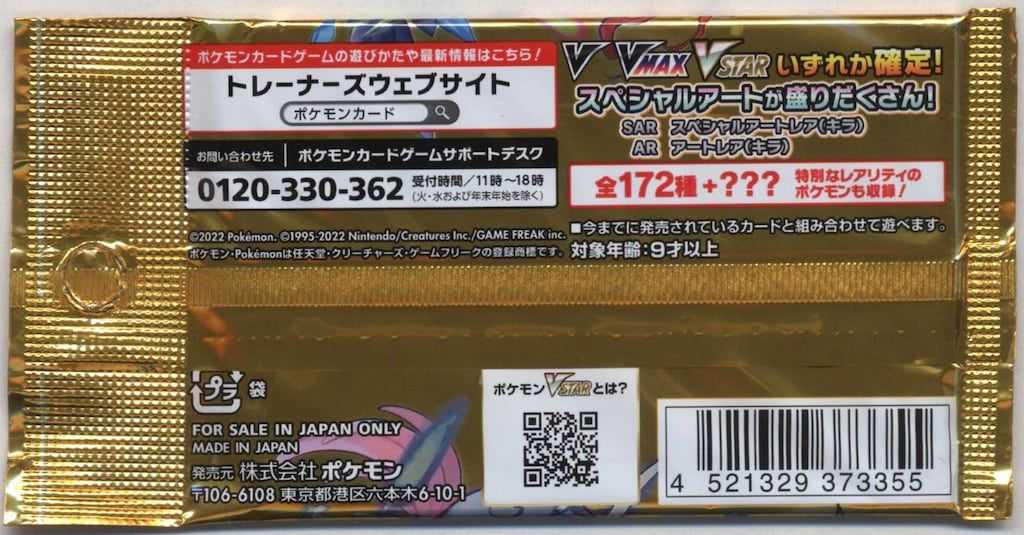 ポケモンカードゲームの遊びかたや最新情報はこちら!
トレーナーズウェブサイト
ポケモンカード
お問い合わせ先 ポケモンカードゲームサポートデスク
0120-330-362 受付時間/11時~18時
(火・水および年末年始を除く)
©2022 Pokémon. ©1995-2022 Nintendo/Creatures Inc./GAME FREAK inc.
ポケモン・Pokémonは任天堂・クリーチャーズ・ゲームフリークの登録商標です。
V VMAX VSTAR いずれか確定!
スペシャルアートが盛りだくさん!
SAR スペシャルアートレア(キラ)
AR アートレア(キラ)
全172種+??? 特別なレアリティの
ポケモンも収録!
■今までに発売されているカードと組み合わせて遊べます。
対象年齢:9才以上
プラ 袋
FOR SALE IN JAPAN ONLY
MADE IN JAPAN
発売元 株式会社 ポケモン
〒106-6108 東京都港区六本木6-10-1
ポケモンVSTARとは?
4 521329 373355